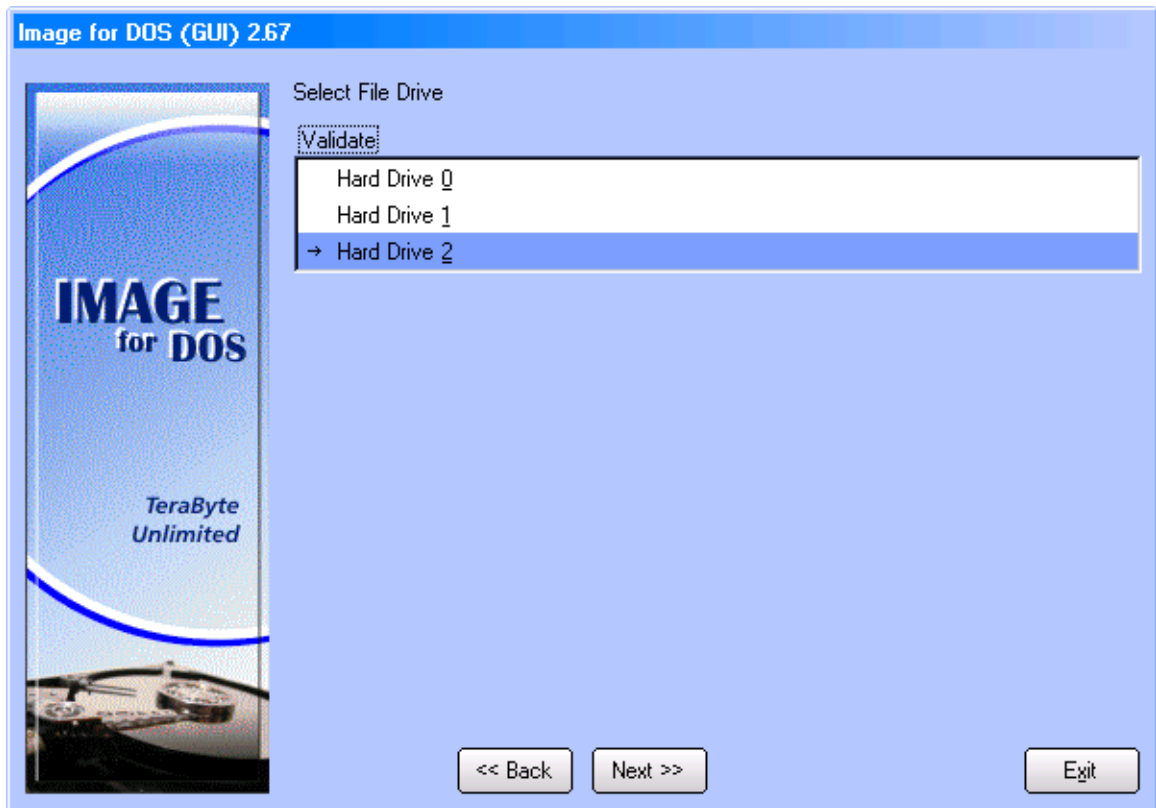 Image for DOS (GUI) 2.67
Select File Drive
Validate
Hard Drive 0
Hard Drive 1
→ Hard Drive 2
IMAGE
for DOS
TeraByte
Unlimited
<< Back
Next >>
Exit